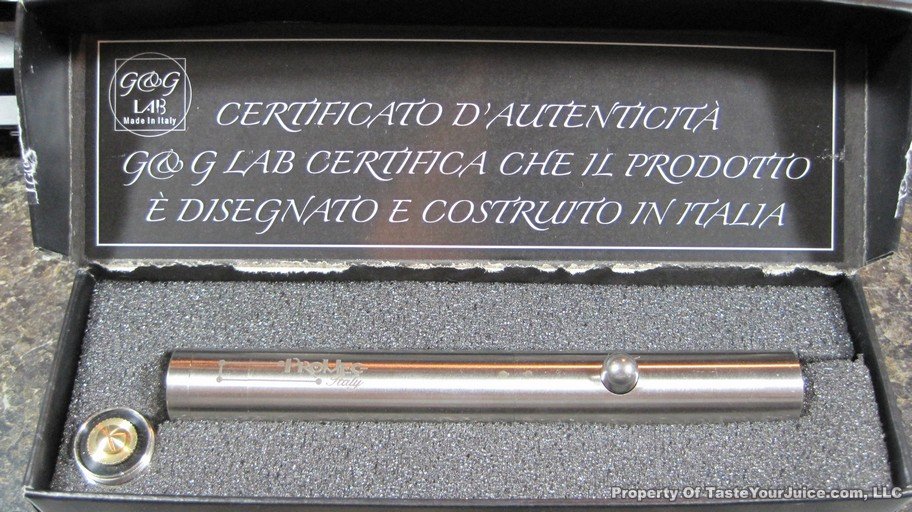 G&G
LAB
Made In Italy
CERTIFICATO D'AUTENTICITÀ
G&G LAB CERTIFICA CHE IL PRODOTTO
È DISEGNATO E COSTRUITO IN ITALIA
PROMEG
Italy
Property Of TasteYourJuice.com, LLC